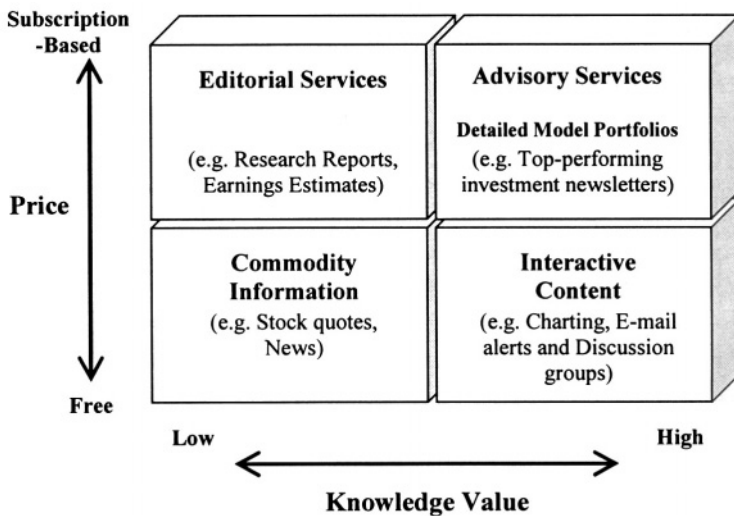 Subscription
-Based
Editorial Services
(e.g. Research Reports,
Earnings Estimates)
Advisory Services
Detailed Model Portfolios
(e.g. Top-performing
investment newsletters)
Price
Commodity
Information
(e.g. Stock quotes,
News)
Interactive
Content
(e.g. Charting, E-mail
alerts and Discussion
groups)
Free
Low
High
Knowledge Value